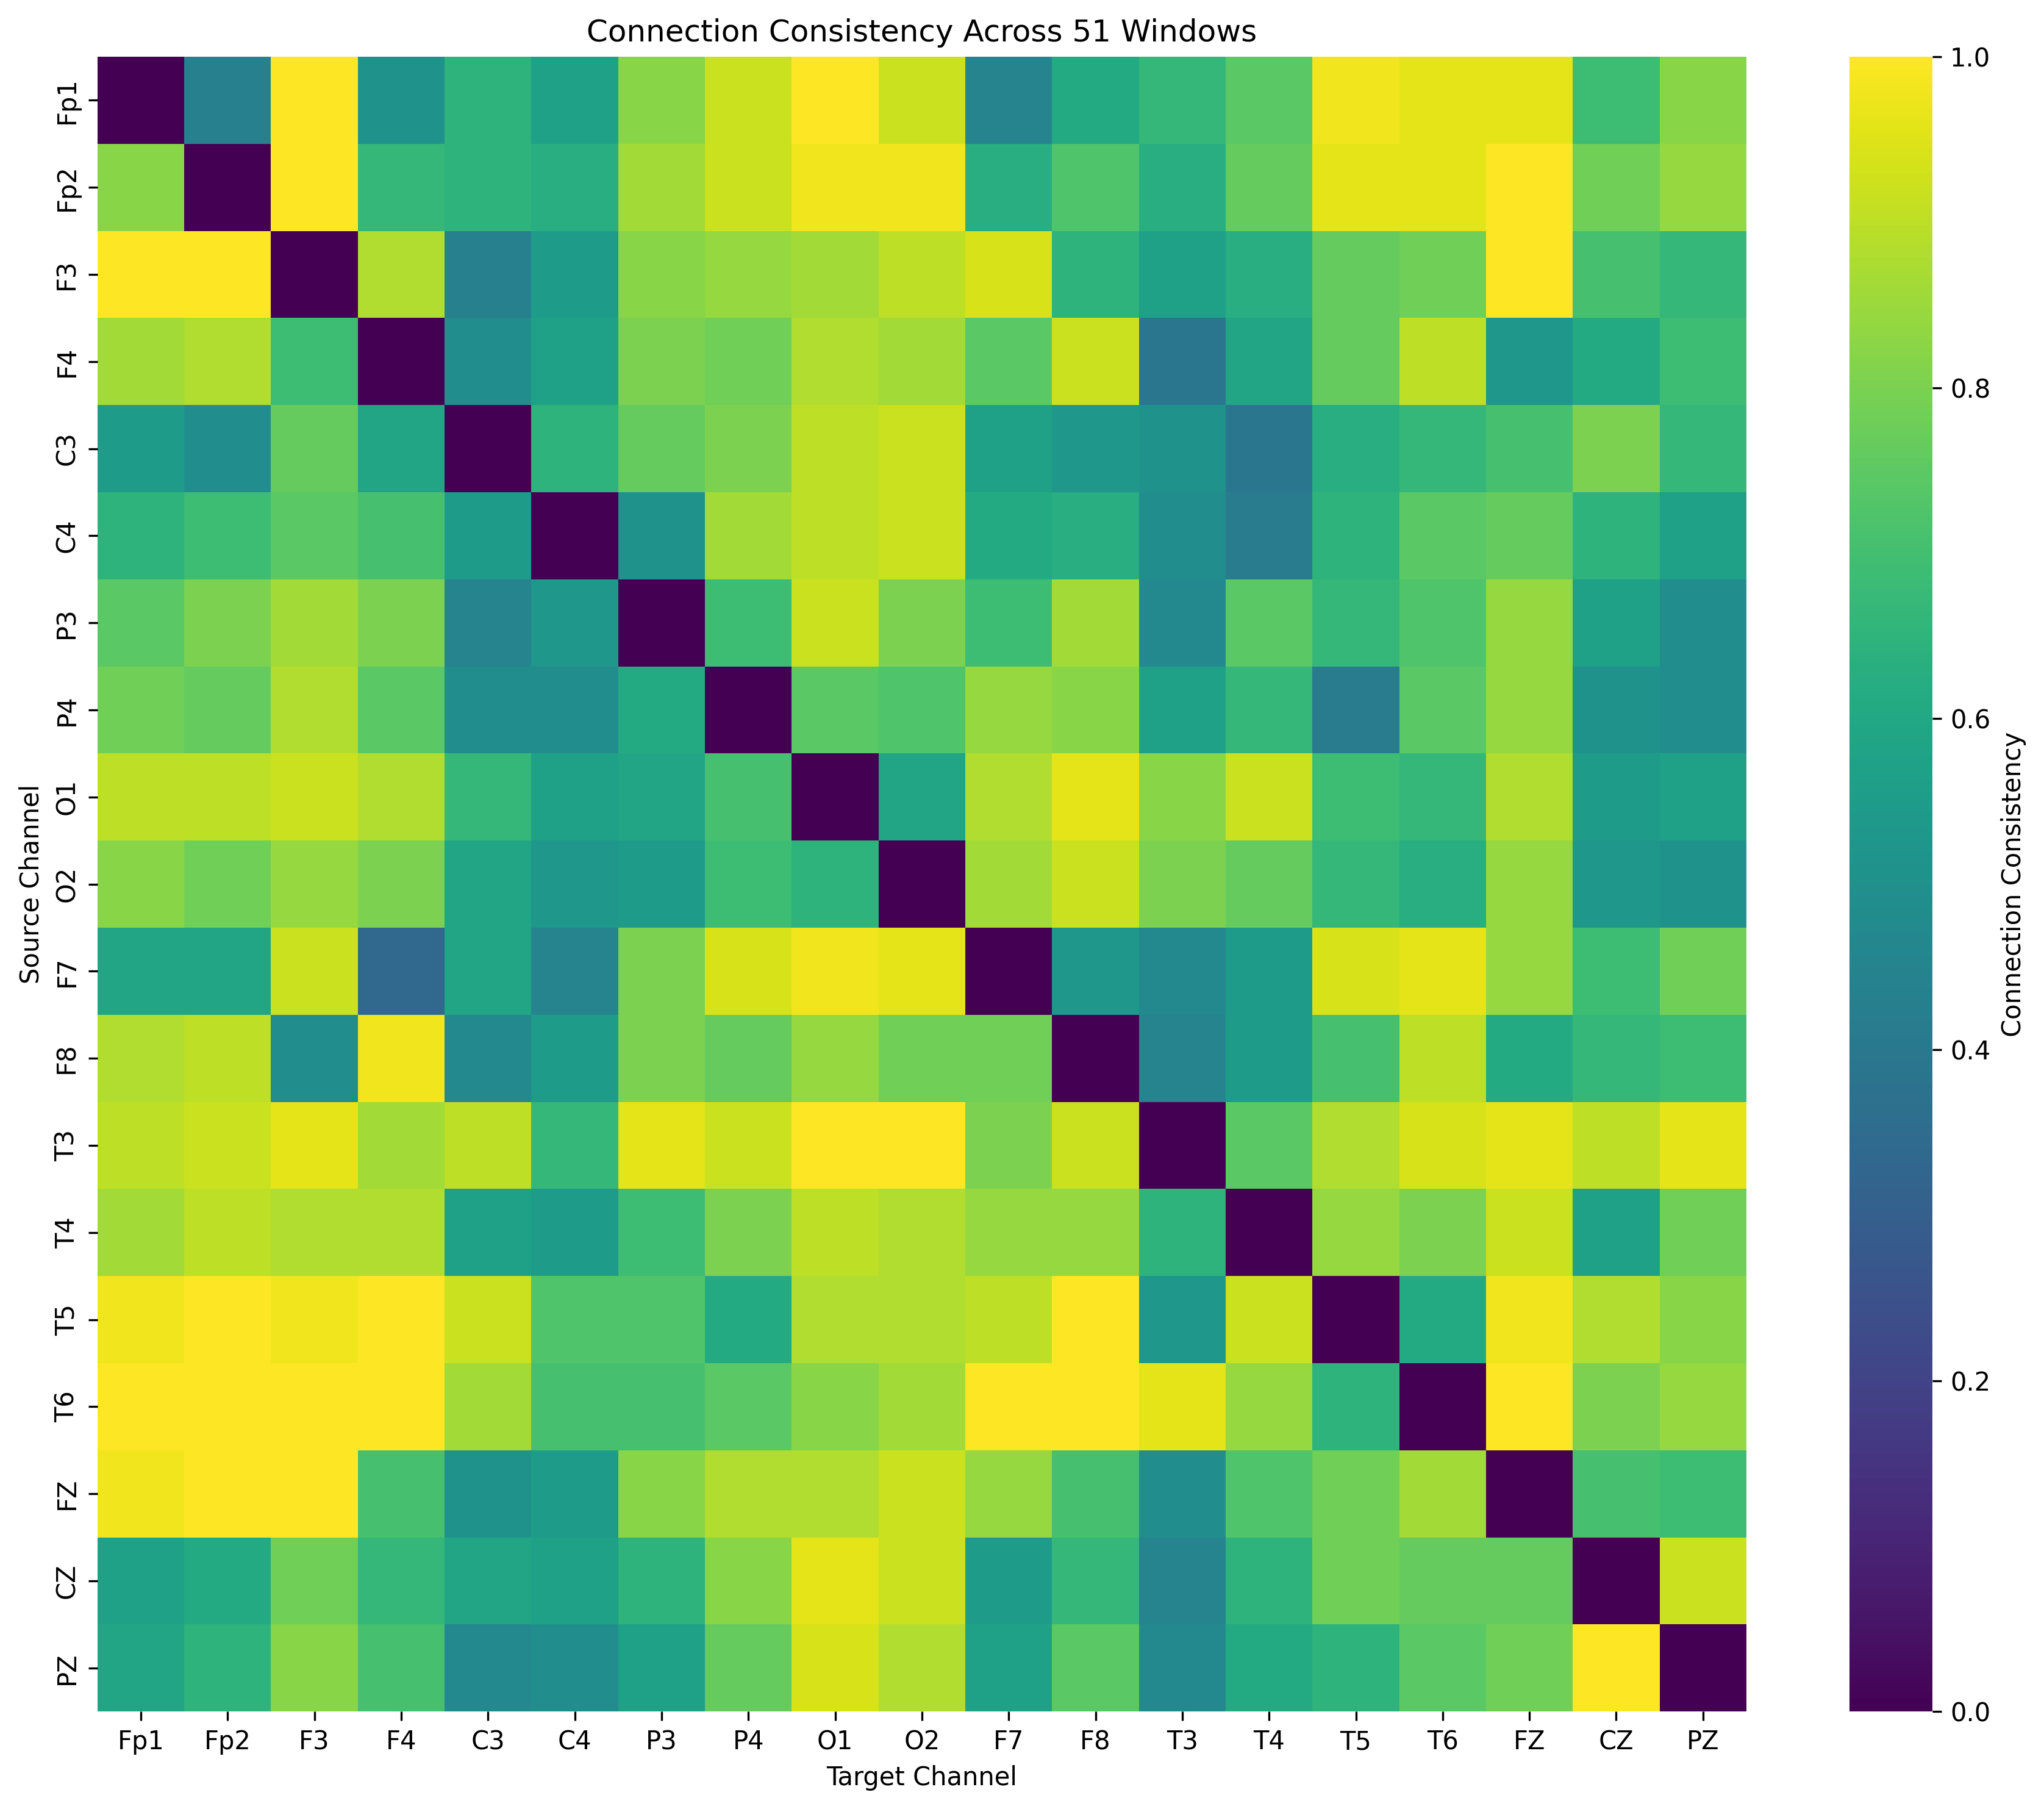 Connection Consistency Across 51 Windows
Source Channel
Fp1
Fp2
F3
F4
C3
C4
P3
P4
O1
O2
F7
F8
T3
T4
T5
T6
FZ
CZ
PZ
Fp1 Fp2 F3 F4 C3 C4 P3 P4 O1 O2 F7 F8 T3 T4 T5 T6 FZ CZ PZ
Target Channel
1.0
0.8
0.6
0.4
0.2
0.0
Connection Consistency